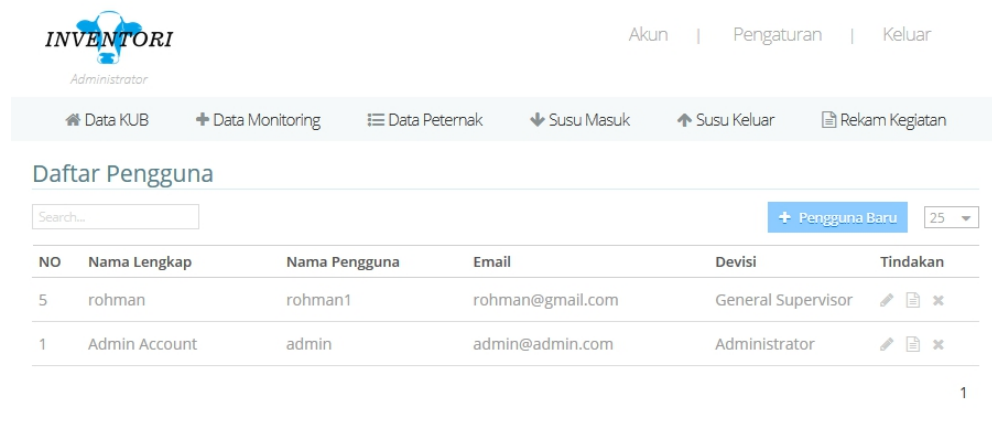 INVENTORI
Administrator
Akun | Pengaturan | Keluar
Data KUB Data Monitoring Data Peternak Susu Masuk Susu Keluar Rekam Kegiatan
Daftar Pengguna
Search... + Pengguna Baru 25
NO Nama Lengkap Nama Pengguna Email Devisi Tindakan
5 rohman rohman1 rohman@gmail.com General Supervisor
1 Admin Account admin admin@admin.com Administrator
1